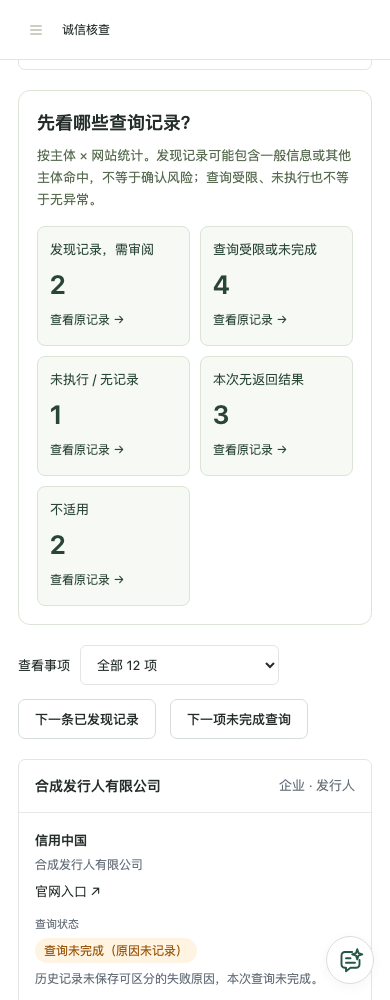 诚信核查
先看哪些查询记录?
按主体 × 网站统计。发现记录可能包含一般信息或其他
主体命中，不等于确认风险；查询受限、未执行也不等
于无异常。
发现记录，需审阅
2
查看原记录 →
查询受限或未完成
4
查看原记录 →
未执行 / 无记录
1
查看原记录 →
本次无返回结果
3
查看原记录 →
不适用
2
查看原记录 →
查看事项
全部 12 项
下一条已发现记录
下一项未完成查询
合成发行人有限公司
企业 · 发行人
信用中国
合成发行人有限公司
官网入口 ↗
查询状态
查询未完成（原因未记录）
历史记录未保存可区分的失败原因，本次查询未完成。